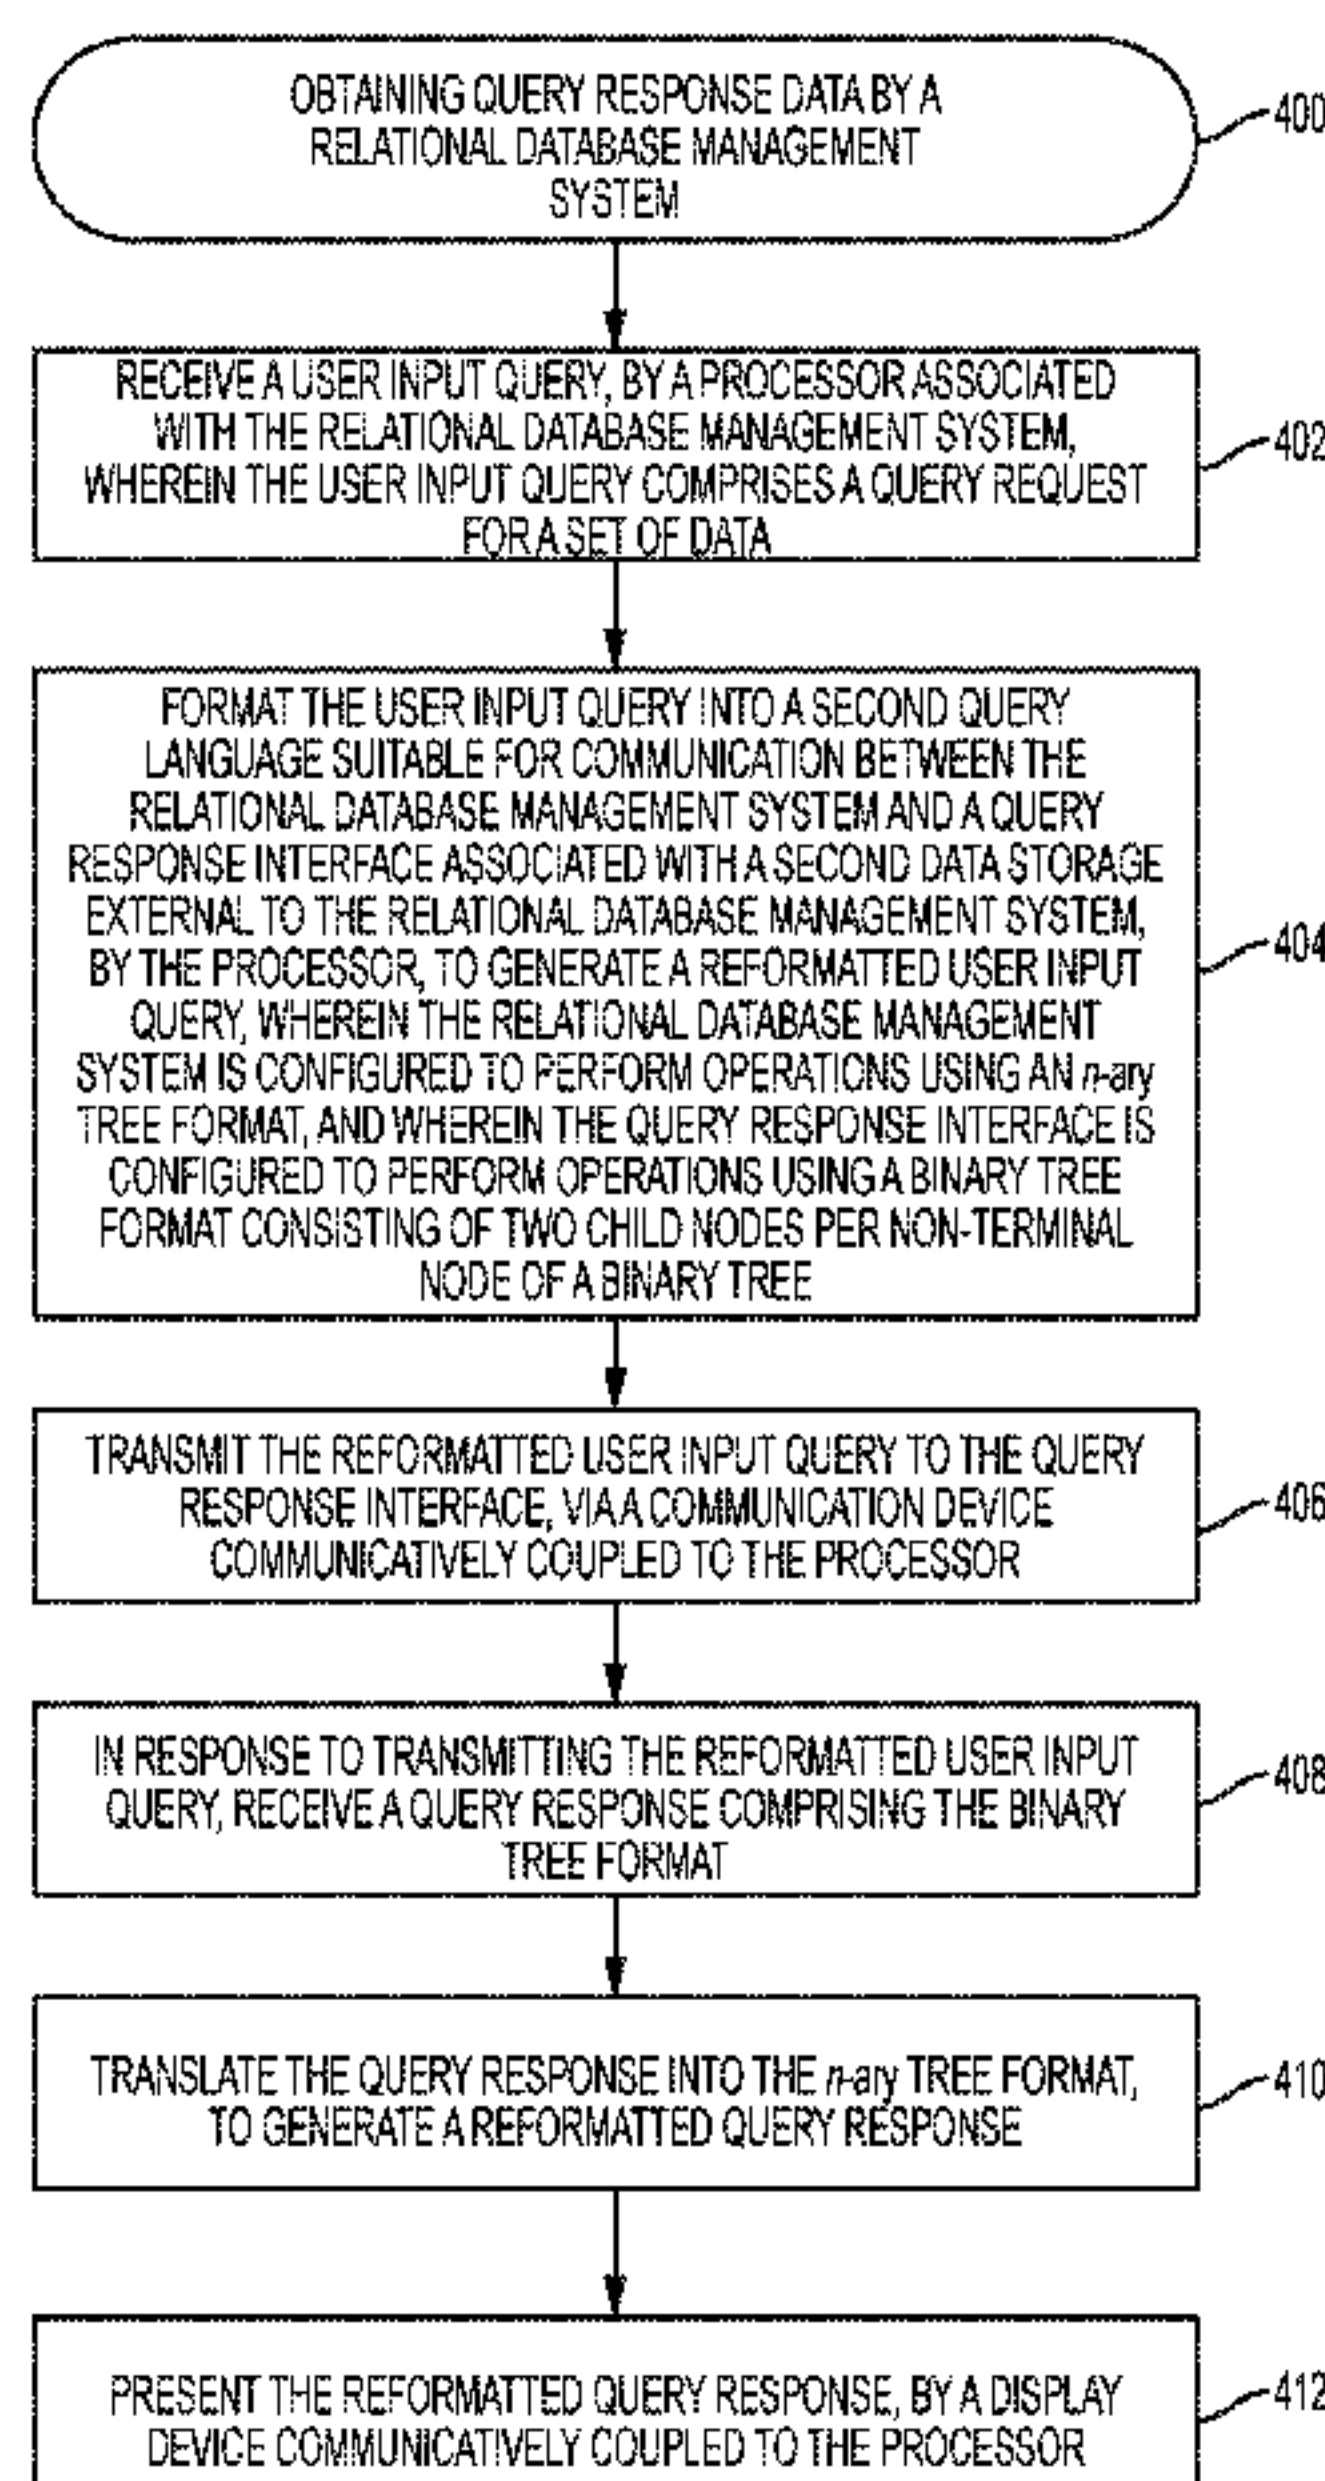 OBTAINING QUERY RESPONSE DATA BY A
RELATIONAL DATABASE MANAGEMENT
SYSTEM
400
RECEIVE A USER INPUT QUERY, BY A PROCESSOR ASSOCIATED
WITH THE RELATIONAL DATABASE MANAGEMENT SYSTEM,
WHEREIN THE USER INPUT QUERY COMPRISES A QUERY REQUEST
FOR A SET OF DATA
402
FORMAT THE USER INPUT QUERY INTO A SECOND QUERY
LANGUAGE SUITABLE FOR COMMUNICATION BETWEEN THE
RELATIONAL DATABASE MANAGEMENT SYSTEM AND A QUERY
RESPONSE INTERFACE ASSOCIATED WITH A SECOND DATA STORAGE
EXTERNAL TO THE RELATIONAL DATABASE MANAGEMENT SYSTEM,
BY THE PROCESSOR, TO GENERATE A REFORMATTED USER INPUT
QUERY, WHEREIN THE RELATIONAL DATABASE MANAGEMENT
SYSTEM IS CONFIGURED TO PERFORM OPERATIONS USING AN n-ary
TREE FORMAT, AND WHEREIN THE QUERY RESPONSE INTERFACE IS
CONFIGURED TO PERFORM OPERATIONS USING A BINARY TREE
FORMAT CONSISTING OF TWO CHILD NODES PER NON-TERMINAL
NODE OF A BINARY TREE
404
TRANSMIT THE REFORMATTED USER INPUT QUERY TO THE QUERY
RESPONSE INTERFACE, VIA A COMMUNICATION DEVICE
COMMUNICATIVELY COUPLED TO THE PROCESSOR
406
IN RESPONSE TO TRANSMITTING THE REFORMATTED USER INPUT
QUERY, RECEIVE A QUERY RESPONSE COMPRISING THE BINARY
TREE FORMAT
408
TRANSLATE THE QUERY RESPONSE INTO THE n-ary TREE FORMAT,
TO GENERATE A REFORMATTED QUERY RESPONSE
410
PRESENT THE REFORMATTED QUERY RESPONSE, BY A DISPLAY
DEVICE COMMUNICATIVELY COUPLED TO THE PROCESSOR
412